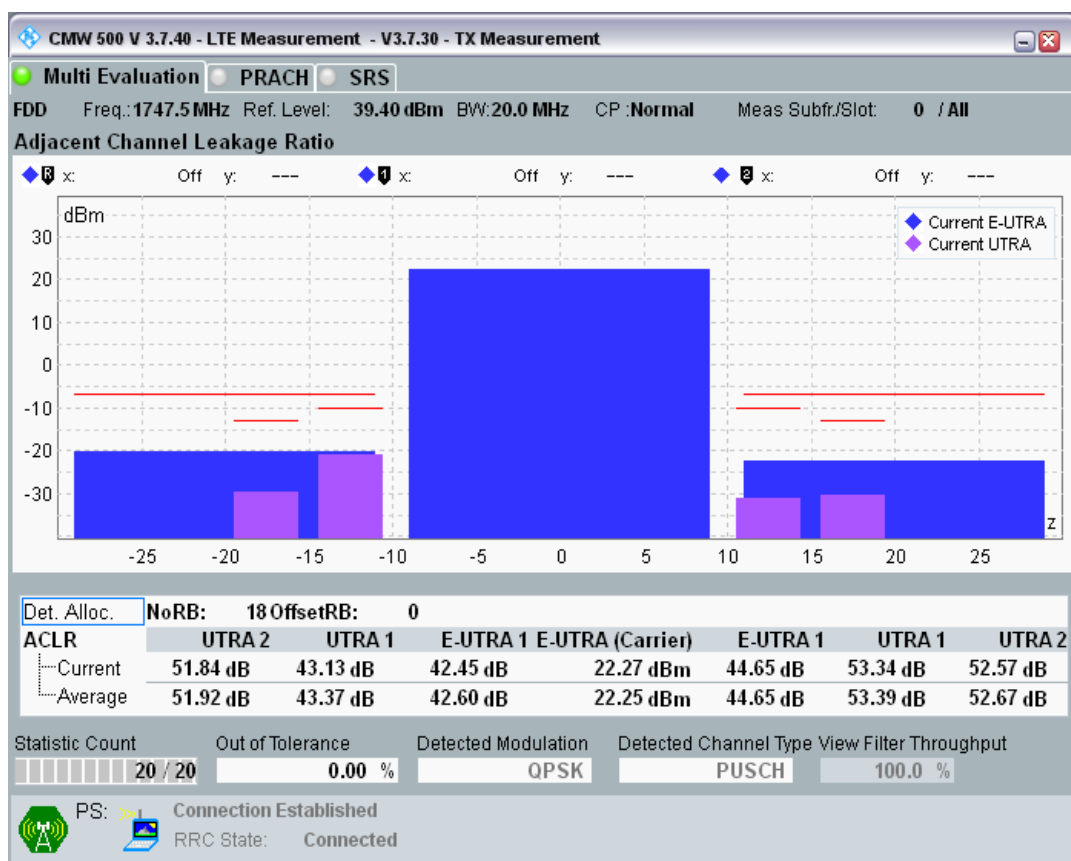 CMW 500 V 3.7.40 - LTE Measurement - V3.7.30 - TX Measurement
Multi Evaluation PRACH SRS
FDD Freq.: 1747.5 MHz Ref. Level: 39.40 dBm BW: 20.0 MHz CP : Normal Meas Subfr./Slot: 0 / All
Adjacent Channel Leakage Ratio
R x: Off y: --- 1 x: Off y: --- 2 x: Off y: ---
dBm
Current E-UTRA
Current UTRA
30
20
10
0
-10
-20
-30
z
-25 -20 -15 -10 -5 0 5 10 15 20 25
Det. Alloc. NoRB: 18 OffsetRB: 0
ACLR UTRA 2 UTRA 1 E-UTRA 1 E-UTRA (Carrier) E-UTRA 1 UTRA 1 UTRA 2
Current 51.84 dB 43.13 dB 42.45 dB 22.27 dBm 44.65 dB 53.34 dB 52.57 dB
Average 51.92 dB 43.37 dB 42.60 dB 22.25 dBm 44.65 dB 53.39 dB 52.67 dB
Statistic Count Out of Tolerance Detected Modulation Detected Channel Type View Filter Throughput
20 / 20 0.00 % QPSK PUSCH 100.0 %
PS: Connection Established
RRC State: Connected